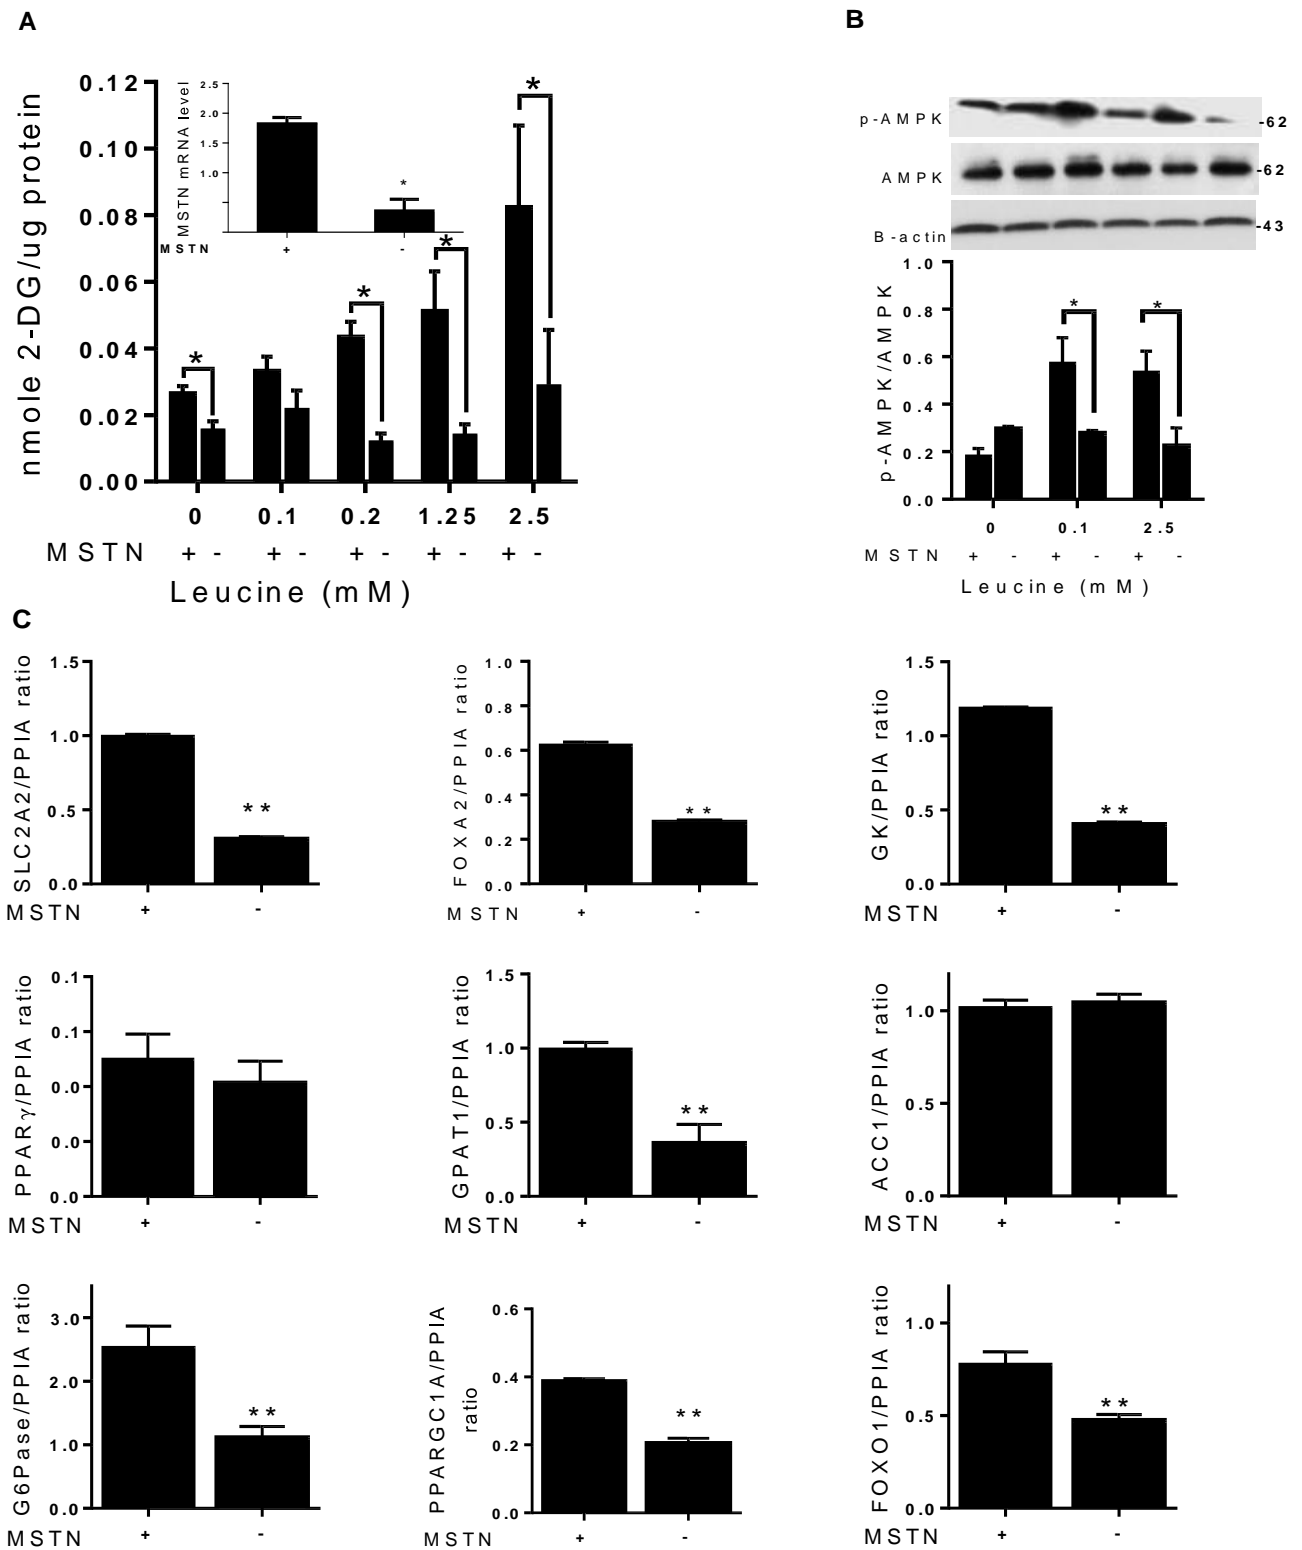 A
nmole 2-DG/ug protein
0.12
0.10
0.08
0.06
0.04
0.02
0.00
MSTN mRNA level
2.5
2.0
1.5
1.0
*
MSTN + -
* * * *
0 0.1 0.2 1.25 2.5
MSTN + - + - + - + - + -
Leucine (mM)
B
p-AMPK -62
AMPK -62
B-actin -43
p-AMPK/AMPK
1.0
0.8
0.6
0.4
0.2
0.0
* *
0 0.1 2.5
MSTN + - + - + -
Leucine (mM)
C
SLC2A2/PPIA ratio
1.5
1.0
0.5
0.0
**
MSTN + -
FOXA2/PPIA ratio
1.0
0.8
0.6
0.4
0.2
0.0
**
MSTN + -
GK/PPIA ratio
1.5
1.0
0.5
0.0
**
MSTN + -
PPARγ/PPIA ratio
0.1
0.1
0.0
0.0
0.0
MSTN + -
GPAT1/PPIA ratio
1.5
1.0
0.5
0.0
**
MSTN + -
ACC1/PPIA ratio
1.0
0.5
0.0
MSTN + -
G6Pase/PPIA ratio
3.0
2.0
1.0
0.0
**
MSTN + -
PPARGC1A/PPIA
ratio
0.6
0.4
0.2
0.0
**
MSTN + -
FOXO1/PPIA ratio
1.0
0.5
0.0
**
MSTN + -